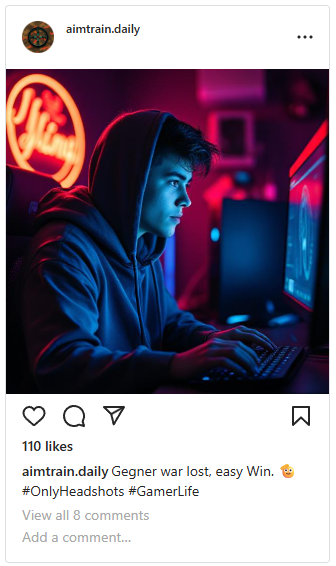 aimtrain.daily
110 likes
aimtrain.daily Gegner war lost, easy Win.
#OnlyHeadshots #GamerLife
View all 8 comments
Add a comment...